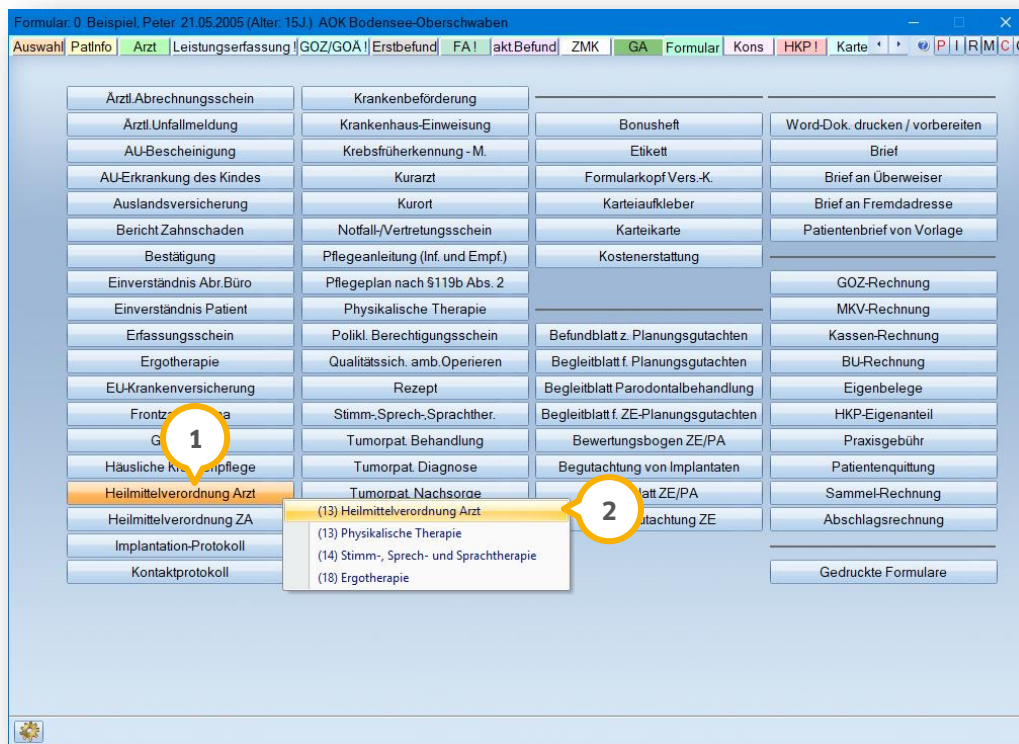 Formular: 0 Beispiel, Peter 21.05.2005 (Alter: 15J.) AOK Bodensee-Oberschwaben
Auswahl PatInfo Arzt Leistungserfassung ! GOZ/GOÄ ! Erstbefund FA ! akt.Befund ZMK GA Formular Kons HKP ! Karte P I R M C
Ärztl.Abrechnungsschein Krankenbeförderung
Ärztl.Unfallmeldung Krankenhaus-Einweisung Bonusheft Word-Dok. drucken / vorbereiten
AU-Bescheinigung Krebsfrüherkennung - M. Etikett Brief
AU-Erkrankung des Kindes Kurarzt Formularkopf Vers.-K. Brief an Überweiser
Auslandsversicherung Kurort Karteiaufkleber Brief an Fremdadresse
Bericht Zahnschaden Notfall-/Vertretungsschein Karteikarte Patientenbrief von Vorlage
Bestätigung Pflegeanleitung (Inf. und Empf.) Kostenerstattung
Einverständnis Abr.Büro Pflegeplan nach §119b Abs. 2 GOZ-Rechnung
Einverständnis Patient Physikalische Therapie MKV-Rechnung
Erfassungsschein Polikl. Berechtigungsschein Befundblatt z. Planungsgutachten Kassen-Rechnung
Ergotherapie Qualitätssich. amb.Operieren Begleitblatt f. Planungsgutachten BU-Rechnung
EU-Krankenversicherung Rezept Begleitblatt Parodontalbehandlung Eigenbelege
Stimm-,Sprech-,Sprachther. Begleitblatt f. ZE-Planungsgutachten HKP-Eigenanteil
1 Tumorpat. Behandlung Bewertungsbogen ZE/PA Praxisgebühr
Häusliche Tumorpat. Diagnose Begutachtung von Implantaten Patientenquittung
Heilmittelverordnung Arzt Tumorpat. Nachsorge ZE/PA Sammel-Rechnung
(13) Heilmittelverordnung Arzt 2
Heilmittelverordnung ZA ZE Abschlagsrechnung
(13) Physikalische Therapie
Implantation-Protokoll
(14) Stimm-, Sprech- und Sprachtherapie
Kontaktprotokoll (18) Ergotherapie Gedruckte Formulare